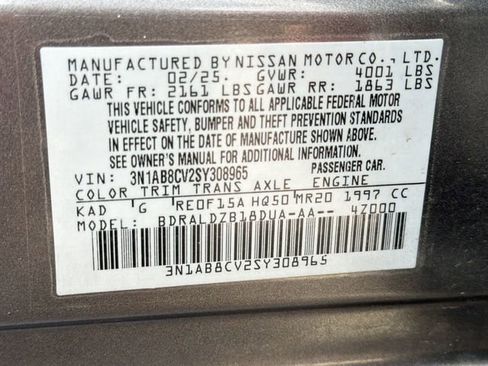 MANUFACTURED BY NISSAN MOTOR CO., LTD.
DATE: 02/25. GVWR: 4001 LBS
GAWR FR: 2161 LBS GAWR RR: 1863 LBS
THIS VEHICLE CONFORMS TO ALL APPLICABLE FEDERAL MOTOR
VEHICLE SAFETY, BUMPER AND THEFT PREVENTION STANDARDS
IN EFFECT ON THE DATE OF MANUFACTURE SHOWN ABOVE.
SEE OWNER'S MANUAL FOR ADDITIONAL INFORMATION.
VIN: 3N1AB8CV2SY308965 PASSENGER CAR.
COLOR TRIM TRANS AXLE ENGINE
KAD G RE0F15A HQ50 MR20 1997 CC
MODEL: BDRALDZB18DUA-AA-- 4Z000
3N1AB8CV2SY308965